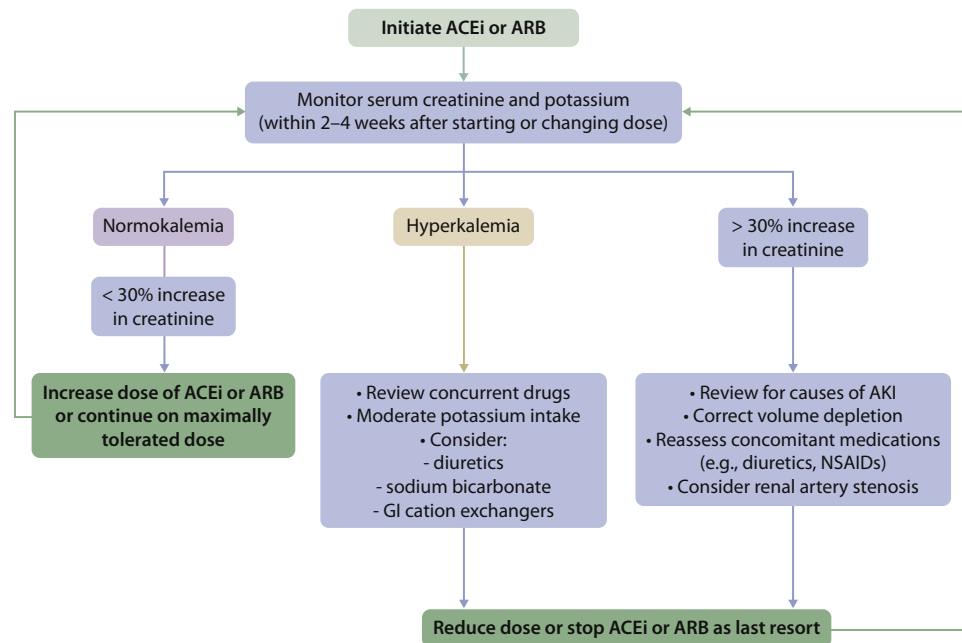 Initiate ACEi or ARB
Monitor serum creatinine and potassium
(within 2–4 weeks after starting or changing dose)
Normokalemia
Hyperkalemia
> 30% increase
in creatinine
< 30% increase
in creatinine
Increase dose of ACEi or ARB
or continue on maximally
tolerated dose
• Review concurrent drugs
• Moderate potassium intake
• Consider:
- diuretics
- sodium bicarbonate
- GI cation exchangers
• Review for causes of AKI
• Correct volume depletion
• Reassess concomitant medications
(e.g., diuretics, NSAIDs)
• Consider renal artery stenosis
Reduce dose or stop ACEi or ARB as last resort